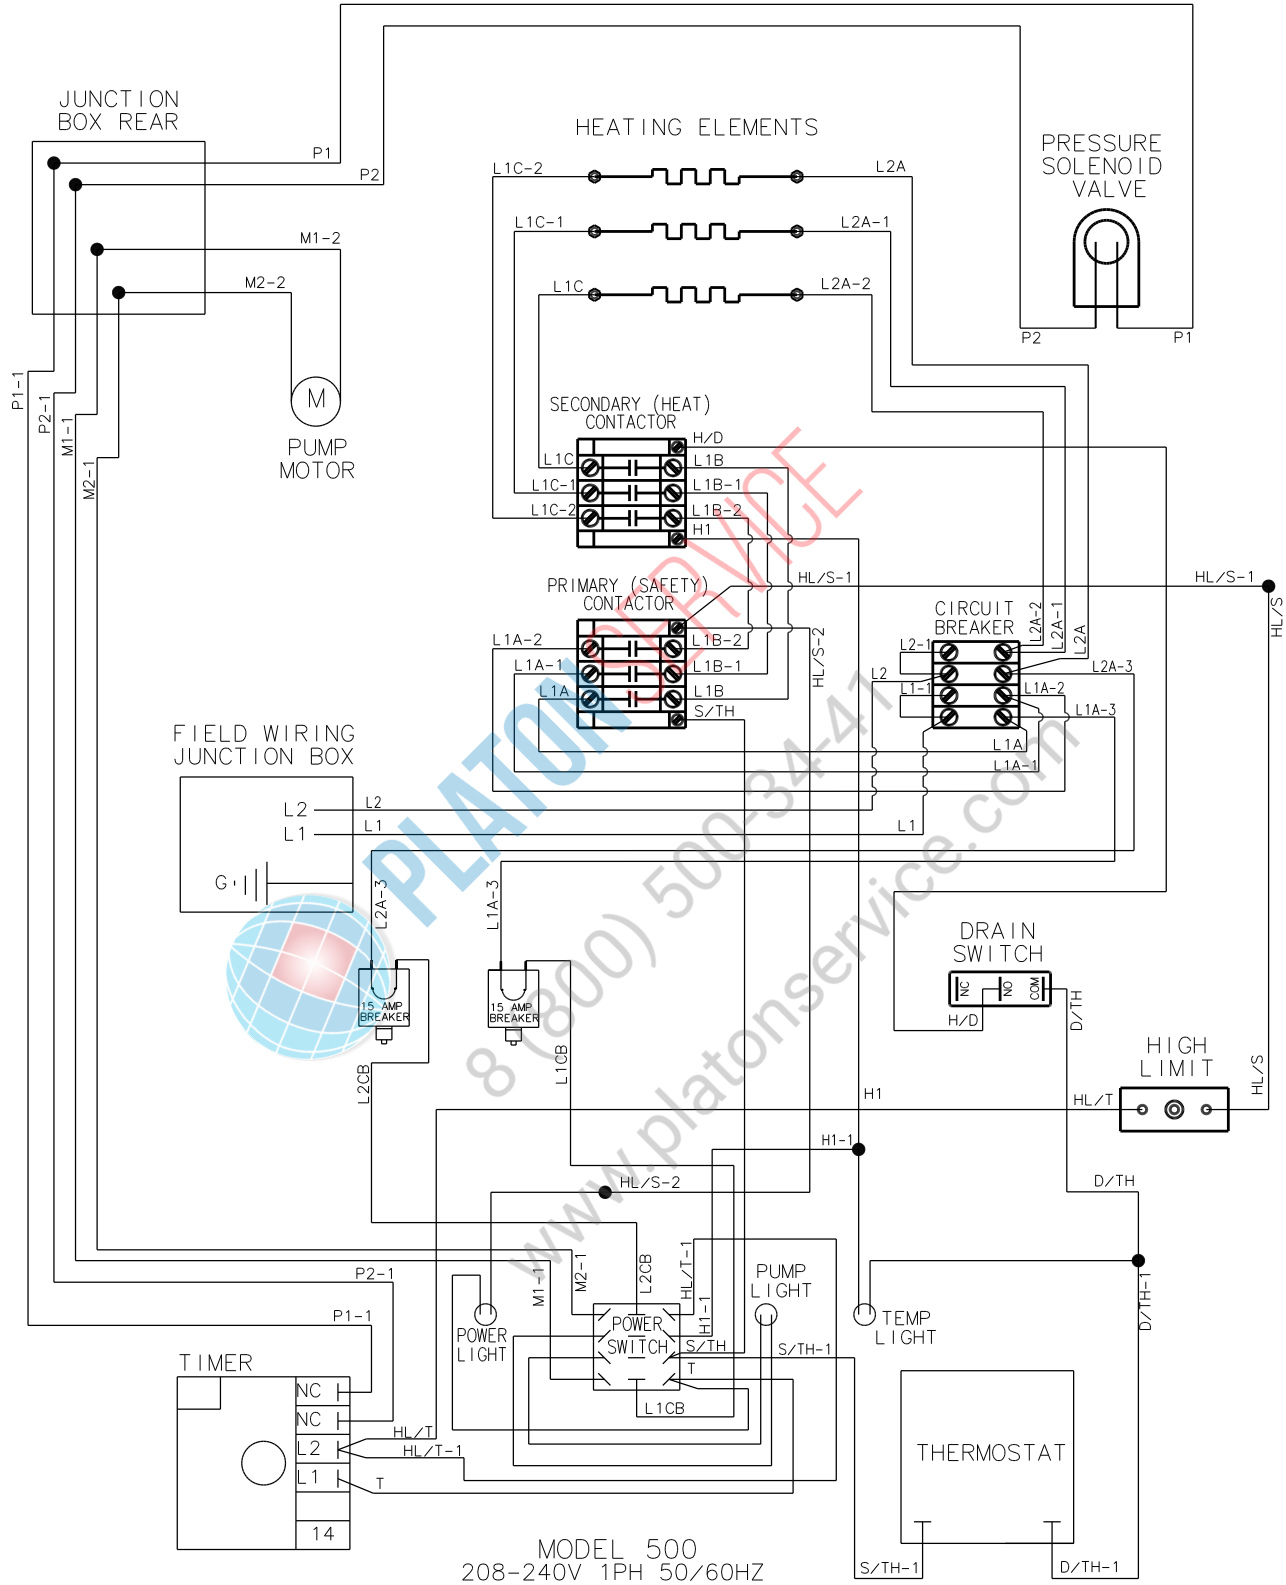 JUNCTION
BOX REAR
P1
P2
M1-2
M2-2
P1-1
P2-1
M1-1
M2-1
M
PUMP
MOTOR
HEATING ELEMENTS
L1C-2
L2A
L1C-1
L2A-1
L1C
L2A-2
PRESSURE
SOLENOID
VALVE
P2
P1
SECONDARY (HEAT)
CONTACTOR
H/D
L1C
L1B
L1C-1
L1B-1
L1C-2
L1B-2
H1
PRIMARY (SAFETY)
CONTACTOR
HL/S-1
HL/S-1
HL/S
L1A-2
L1B-2
L1A-1
L1B-1
L1A
L1B
S/TH
HL/S-2
CIRCUIT
BREAKER
L2A-2
L2A-1
L2A
L2-1
L2
L2A-3
L1-1
L1A-2
L1A-3
L1A
L1A-1
FIELD WIRING
JUNCTION BOX
L2
L2
L1
L1
L1
G
L2A-3
L1A-3
15 AMP
BREAKER
15 AMP
BREAKER
L2CB
L1CB
DRAIN
SWITCH
NC
NO
COM
H/D
D/TH
HIGH
LIMIT
HL/T
HL/S
H1
H1-1
HL/S-2
D/TH
D/TH-1
P2-1
P1-1
M1-1
M2-1
L2CB
HL/T-1
H1-1
PUMP
LIGHT
POWER
LIGHT
POWER
SWITCH
S/TH
T
L1CB
S/TH-1
TEMP
LIGHT
TIMER
NC
NC
L2
L1
14
HL/T
HL/T-1
T
THERMOSTAT
S/TH-1
D/TH-1
MODEL 500
208-240V 1PH 50/60HZ
PLATONSERVICE
8 (800) 500-34-41
www.platonservice.com